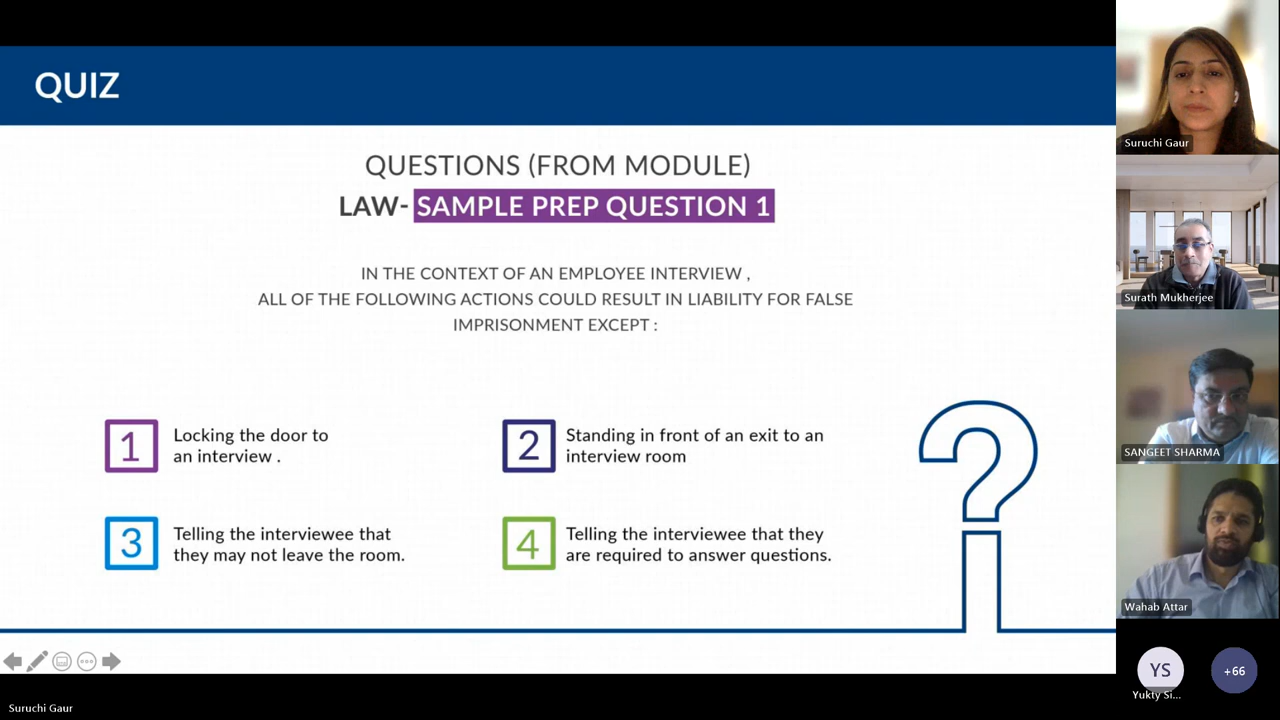 QUIZ
QUESTIONS (FROM MODULE)
LAW- SAMPLE PREP QUESTION 1
IN THE CONTEXT OF AN EMPLOYEE INTERVIEW ,
ALL OF THE FOLLOWING ACTIONS COULD RESULT IN LIABILITY FOR FALSE
IMPRISONMENT EXCEPT :
1
Locking the door to
an interview .
2
Standing in front of an exit to an
interview room
3
Telling the interviewee that
they may not leave the room.
4
Telling the interviewee that they
are required to answer questions.
Suruchi Gaur
Surath Mukherjee
SANGEET SHARMA
Wahab Attar
YS
Yukty Si...
+66
Suruchi Gaur